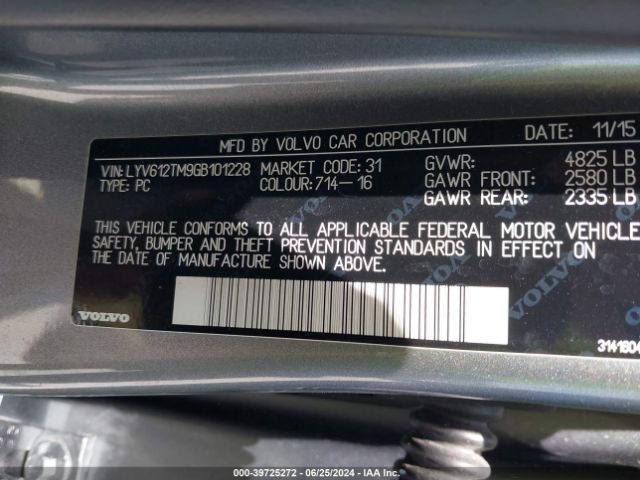 MFD BY VOLVO CAR CORPORATION DATE: 11/15
VIN: LYV612TM9GB101228 MARKET CODE: 31 GVWR: 4825 LB
TYPE: PC COLOUR: 714-16 GAWR FRONT: 2580 LB
GAWR REAR: 2335 LB
THIS VEHICLE CONFORMS TO ALL APPLICABLE FEDERAL MOTOR VEHICLE
SAFETY, BUMPER AND THEFT PREVENTION STANDARDS IN EFFECT ON
THE DATE OF MANUFACTURE SHOWN ABOVE.
VOLVO
3141804
000-39725272 - 06/25/2024 - IAA Inc.